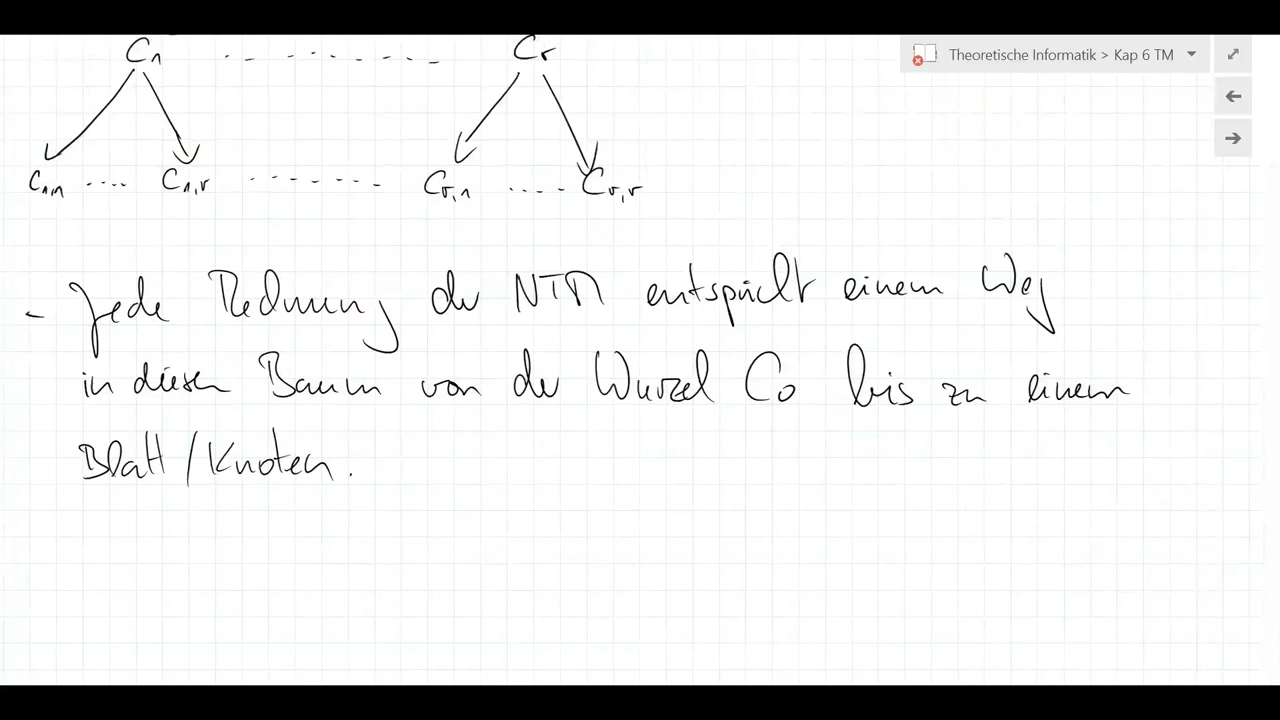 C₁ ........ Cᵣ
Theoretische Informatik > Kap 6 TM
C₁,₁ .... C₁,ᵣ ........ Cᵣ,₁ ..... Cᵣ,ᵣ
- Jede Rechnung der NTM entspricht einem Weg
in diesem Baum von der Wurzel C₀ bis zu einem
Blatt / Knoten.